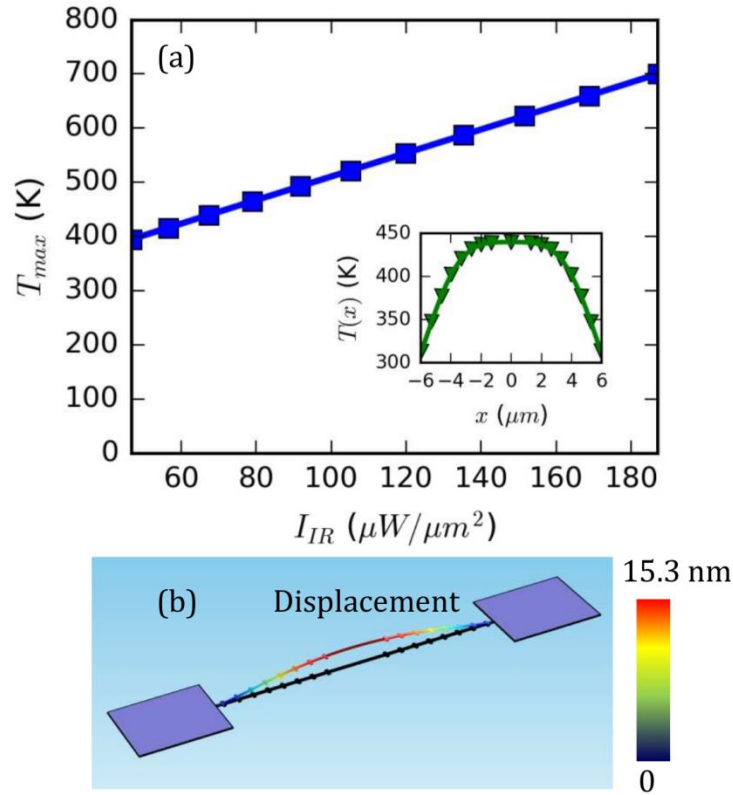 800
(a)
700
600
500
400
300
200
100
0
T_max (K)
60 80 100 120 140 160 180
I_IR (μW/μm²)
450
400
350
300
T(x) (K)
−6 −4 −2 0 2 4 6
x (μm)
(b) Displacement
15.3 nm
0